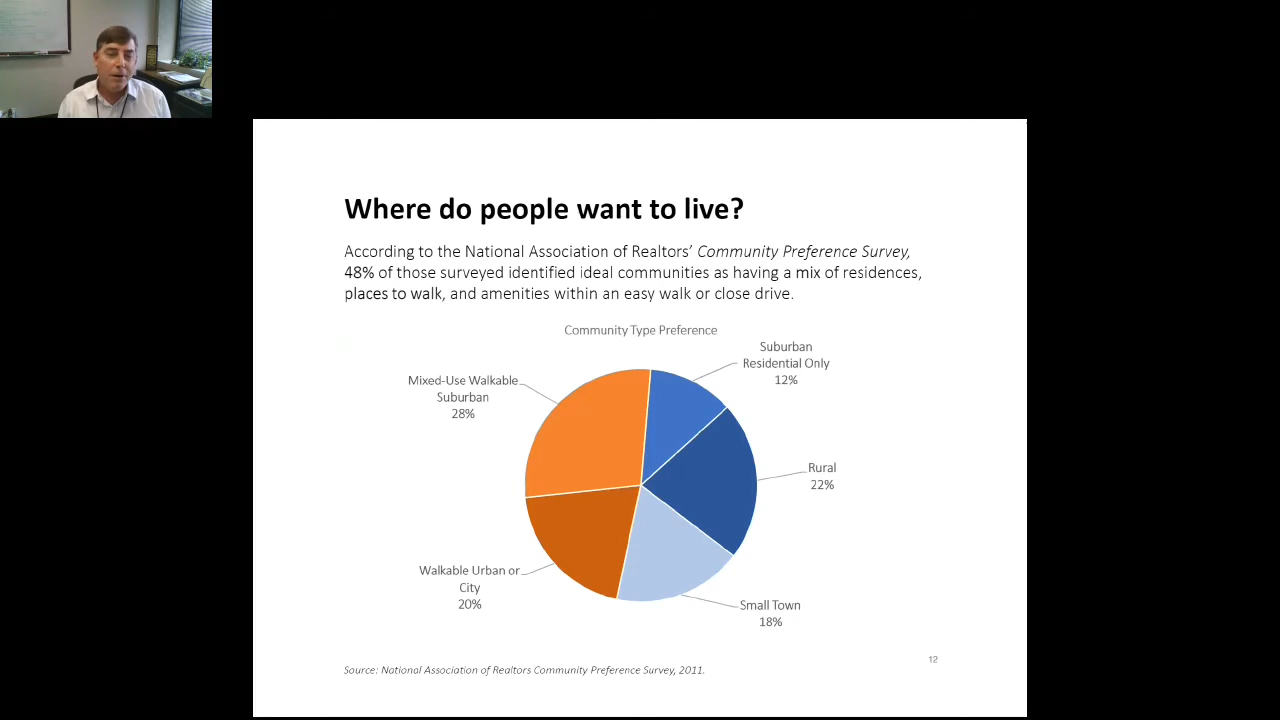 Where do people want to live?
According to the National Association of Realtors’ Community Preference Survey,
48% of those surveyed identified ideal communities as having a mix of residences,
places to walk, and amenities within an easy walk or close drive.
Community Type Preference
Suburban
Residential Only
12%
Mixed-Use Walkable
Suburban
28%
Rural
22%
Walkable Urban or
City
20%
Small Town
18%
12
Source: National Association of Realtors Community Preference Survey, 2011.